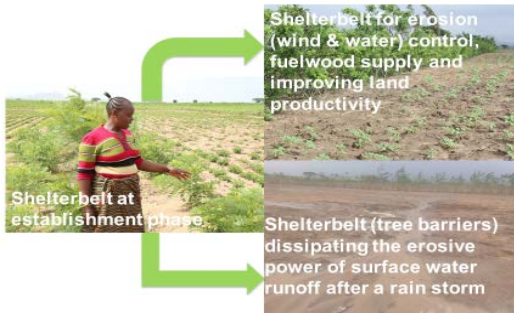 Shelterbelt for erosion
(wind & water) control,
fuelwood supply and
improving land
productivity
Shelterbelt at
establishment phase
Shelterbelt (tree barriers)
dissipating the erosive
power of surface water
runoff after a rain storm